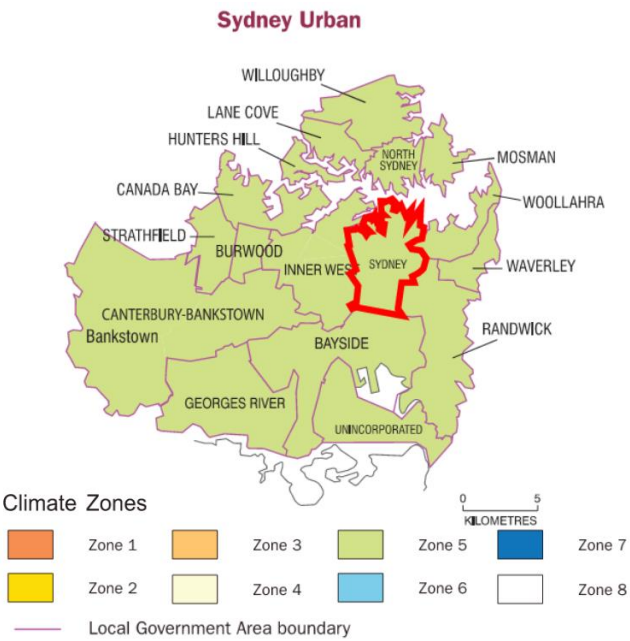 Sydney Urban
WILLOUGHBY
LANE COVE
HUNTERS HILL
NORTH
SYDNEY
MOSMAN
CANADA BAY
WOOLLAHRA
STRATHFIELD
BURWOOD
INNER WEST
SYDNEY
WAVERLEY
CANTERBURY-BANKSTOWN
Bankstown
RANDWICK
BAYSIDE
GEORGES RIVER
UNINCORPORATED
Climate Zones
0 5
KILOMETRES
Zone 1 Zone 3 Zone 5 Zone 7
Zone 2 Zone 4 Zone 6 Zone 8
Local Government Area boundary